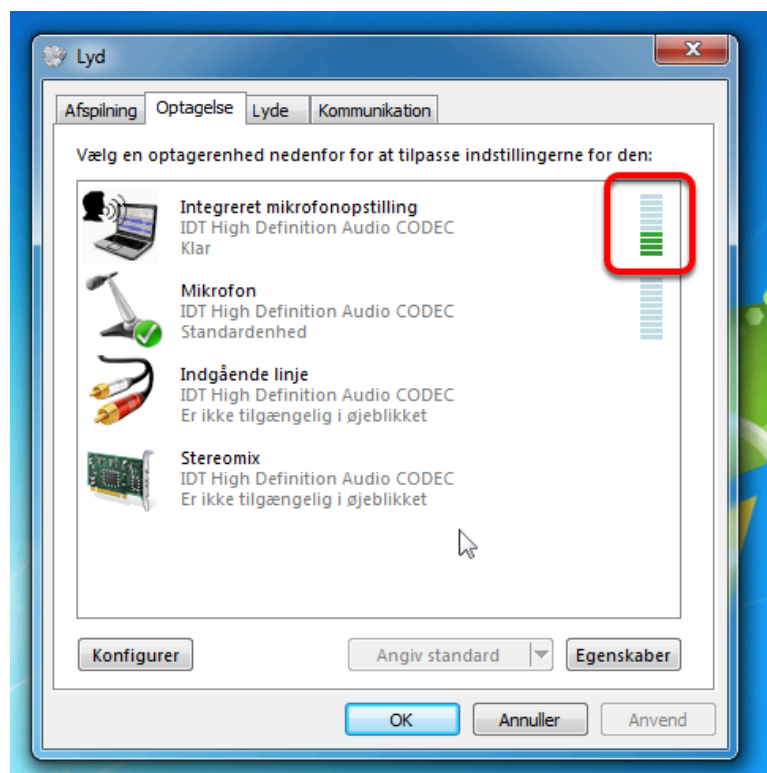 Lyd
Afspilning Optagelse Lyde Kommunikation
Vælg en optagerenhed nedenfor for at tilpasse indstillingerne for den:
Integreret mikrofonopstilling
IDT High Definition Audio CODEC
Klar
Mikrofon
IDT High Definition Audio CODEC
Standardenhed
Indgående linje
IDT High Definition Audio CODEC
Er ikke tilgængelig i øjeblikket
Stereomix
IDT High Definition Audio CODEC
Er ikke tilgængelig i øjeblikket
Konfigurer Angiv standard Egenskaber
OK Annuller Anvend